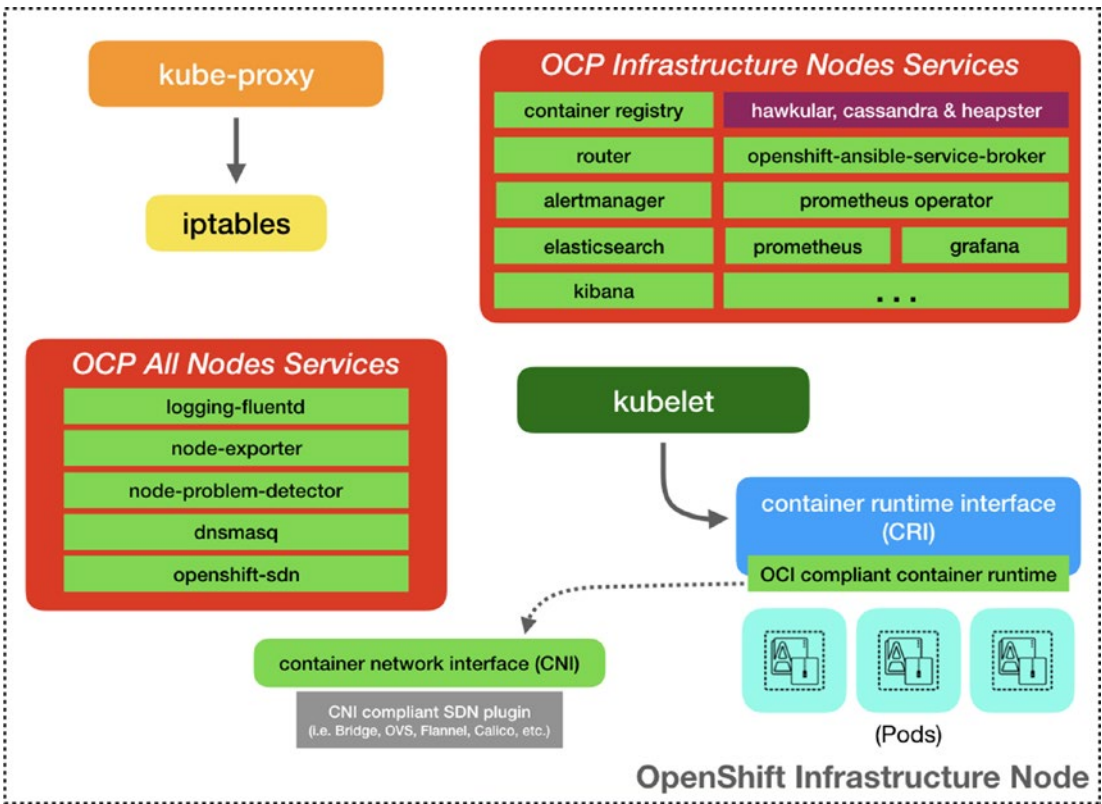 kube-proxy
iptables
OCP Infrastructure Nodes Services
container registry
hawkular, cassandra & heapster
router
openshift-ansible-service-broker
alertmanager
prometheus operator
elasticsearch
prometheus
grafana
kibana
...
OCP All Nodes Services
logging-fluentd
node-exporter
node-problem-detector
dnsmasq
openshift-sdn
kubelet
container runtime interface
(CRI)
OCI compliant container runtime
container network interface (CNI)
CNI compliant SDN plugin
(i.e. Bridge, OVS, Flannel, Calico, etc.)
(Pods)
OpenShift Infrastructure Node